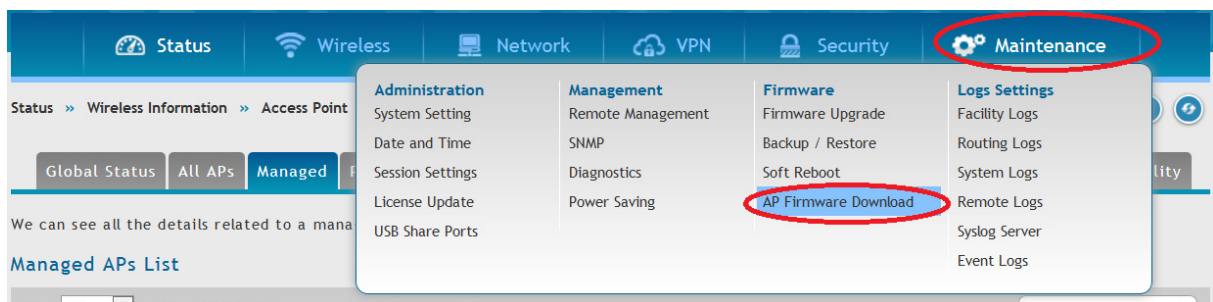 Status Wireless Network VPN Security Maintenance
Status » Wireless Information » Access Point
Global Status All APs Managed
Administration
System Setting
Date and Time
Session Settings
License Update
USB Share Ports
Management
Remote Management
SNMP
Diagnostics
Power Saving
Firmware
Firmware Upgrade
Backup / Restore
Soft Reboot
AP Firmware Download
Logs Settings
Facility Logs
Routing Logs
System Logs
Remote Logs
Syslog Server
Event Logs
We can see all the details related to a mana
Managed APs List